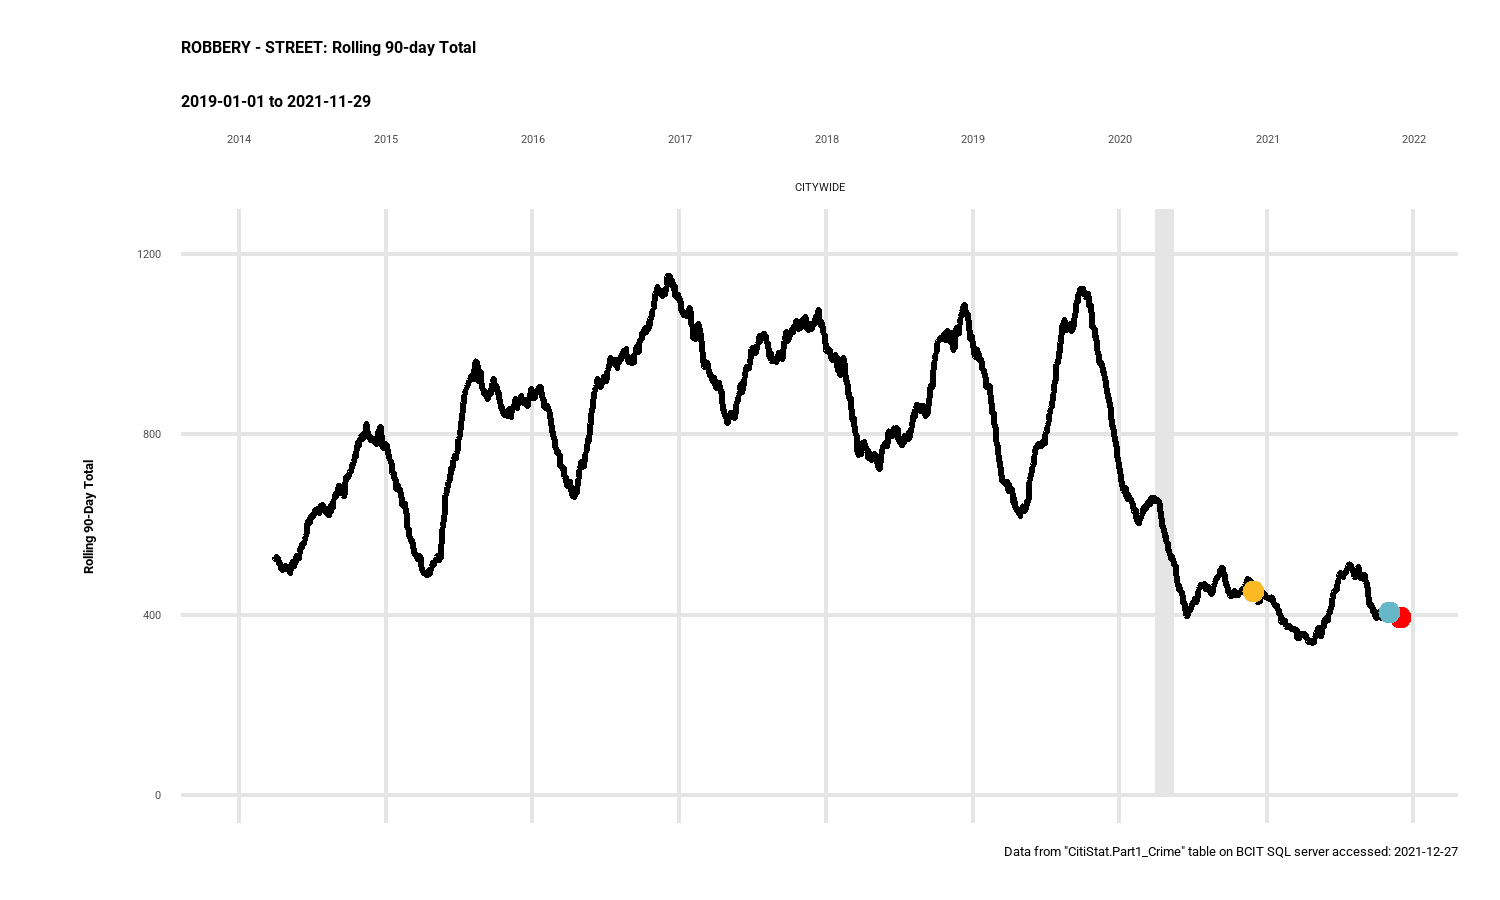 ROBBERY - STREET: Rolling 90-day Total
2019-01-01 to 2021-11-29
2014 2015 2016 2017 2018 2019 2020 2021 2022
CITYWIDE
1200
800
400
0
Rolling 90-Day Total
Data from "CitiStat.Part1_Crime" table on BCIT SQL server accessed: 2021-12-27